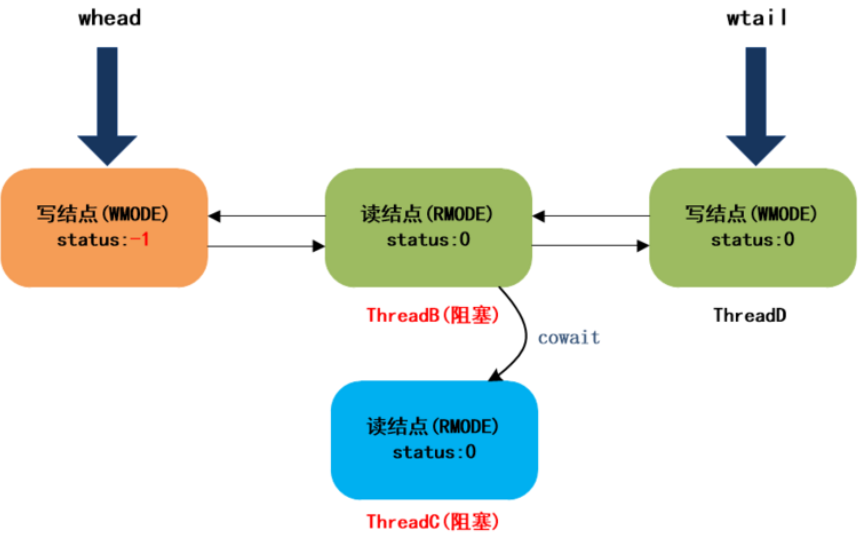 whead
wtail
写结点(WMODE)
status:-1
读结点(RMODE)
status:0
写结点(WMODE)
status:0
ThreadB(阻塞)
ThreadD
cowait
读结点(RMODE)
status:0
ThreadC(阻塞)